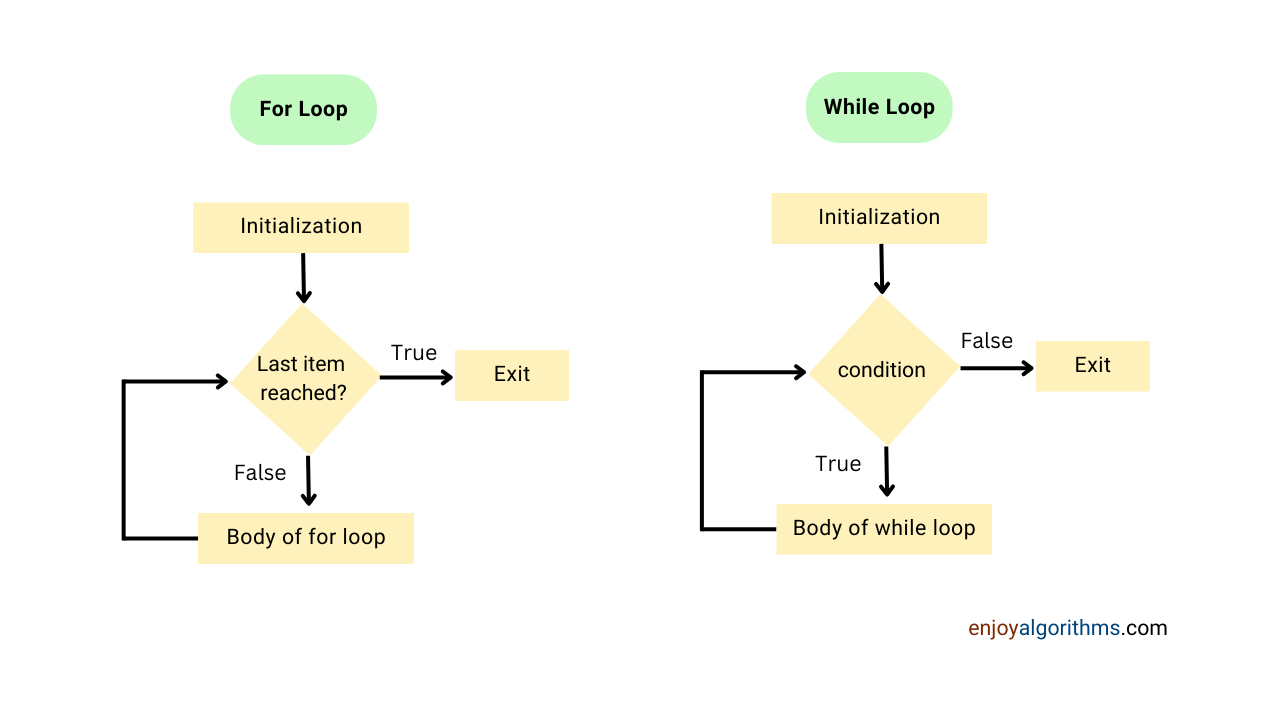 For Loop
Initialization
Last item
reached?
True
Exit
False
Body of for loop
While Loop
Initialization
condition
False
Exit
True
Body of while loop
enjoyalgorithms.com